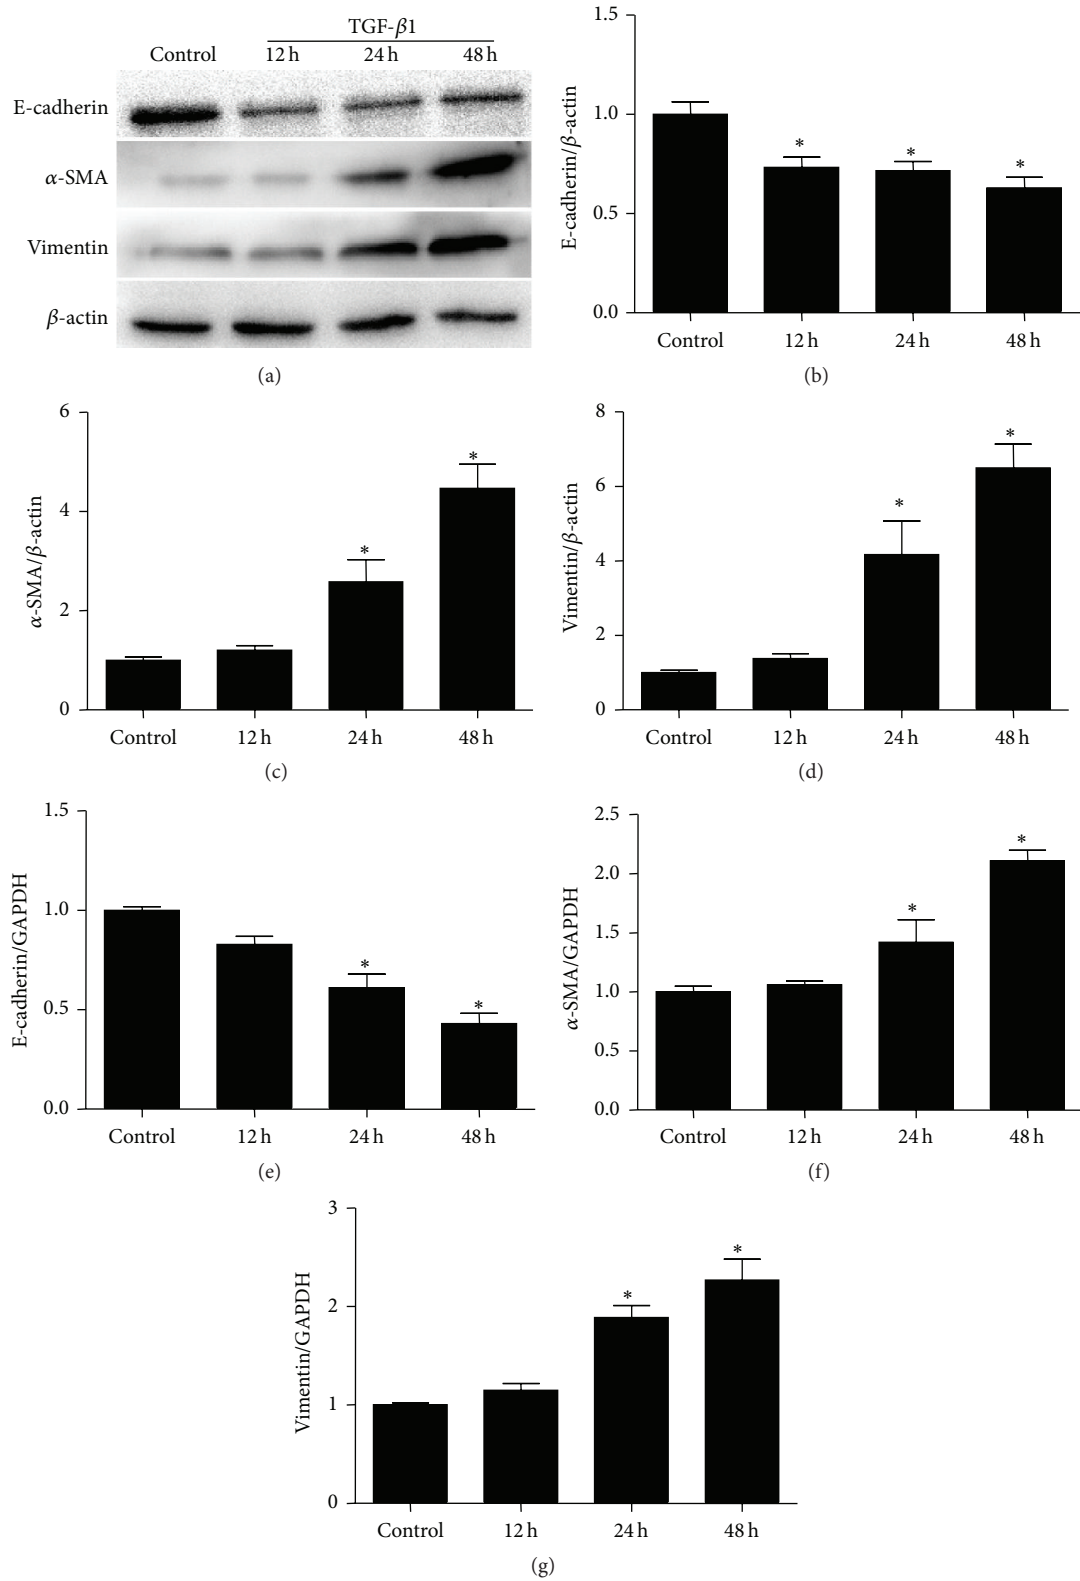 TGF-β1
Control 12 h 24 h 48 h
E-cadherin
α-SMA
Vimentin
β-actin
(a)
E-cadherin/β-actin
1.5
1.0
0.5
0.0
* * *
Control 12 h 24 h 48 h
(b)
α-SMA/β-actin
6
4
2
0
* *
Control 12 h 24 h 48 h
(c)
Vimentin/β-actin
8
6
4
2
0
* *
Control 12 h 24 h 48 h
(d)
E-cadherin/GAPDH
1.5
1.0
0.5
0.0
* *
Control 12 h 24 h 48 h
(e)
α-SMA/GAPDH
2.5
2.0
1.5
1.0
0.5
0.0
* *
Control 12 h 24 h 48 h
(f)
Vimentin/GAPDH
3
2
1
0
* *
Control 12 h 24 h 48 h
(g)